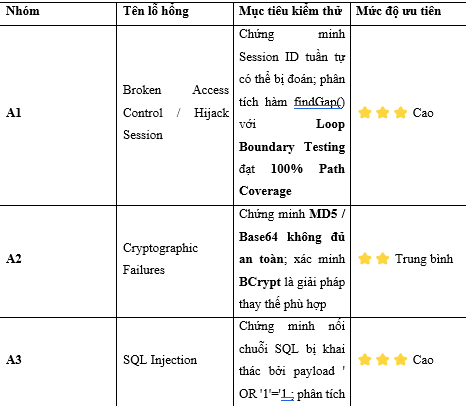 Nhóm Tên lỗ hổng Mục tiêu kiểm thử Mức độ ưu tiên
A1
Broken Access
Control / Hijack
Session
Chứng minh
Session ID tuần tự
có thể bị đoán; phân
tích hàm findGap()
với Loop
Boundary Testing
đạt 100% Path
Coverage
Cao
A2
Cryptographic
Failures
Chứng minh MD5 /
Base64 không đủ
an toàn; xác minh
BCrypt là giải pháp
thay thế phù hợp
Trung bình
A3
SQL Injection
Chứng minh nối
chuỗi SQL bị khai
thác bởi payload '
OR '1'='1 ; phân tích
Cao